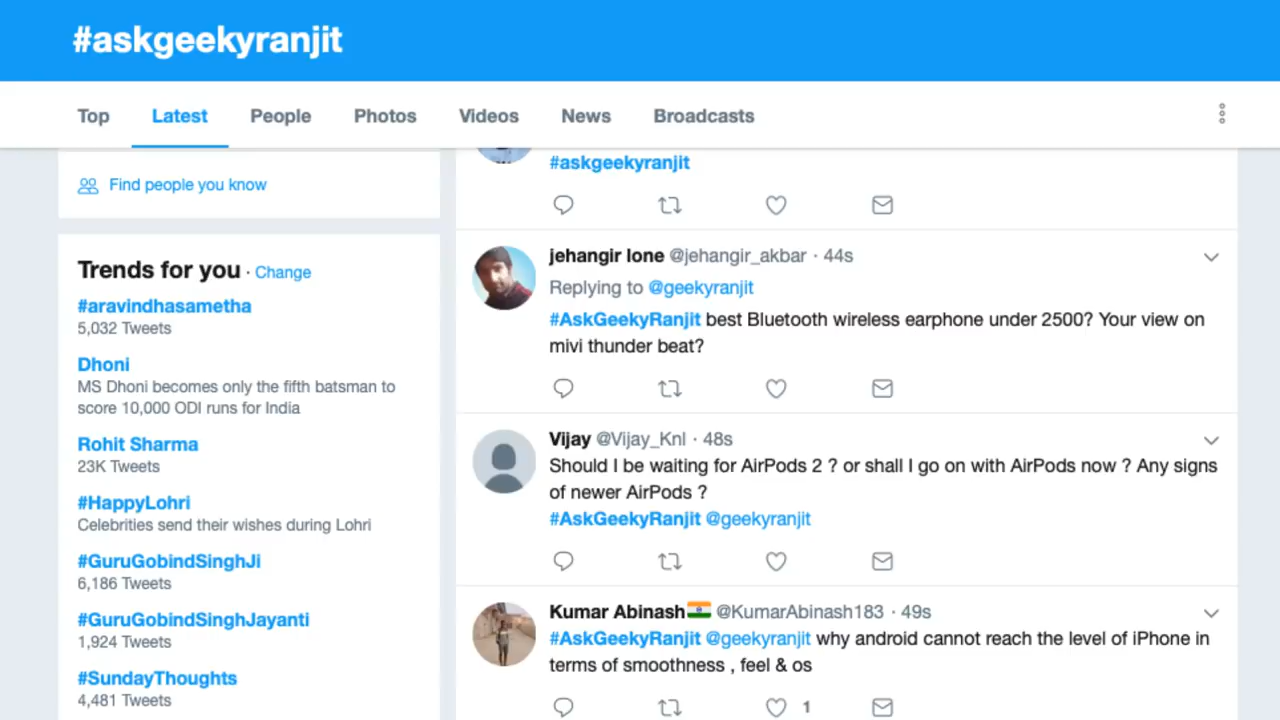 #askgeekyranjit
Top Latest People Photos Videos News Broadcasts
Find people you know
Trends for you · Change
#aravindhasametha
5,032 Tweets
Dhoni
MS Dhoni becomes only the fifth batsman to
score 10,000 ODI runs for India
Rohit Sharma
23K Tweets
#HappyLohri
Celebrities send their wishes during Lohri
#GuruGobindSinghJi
6,186 Tweets
#GuruGobindSinghJayanti
1,924 Tweets
#SundayThoughts
4,481 Tweets
#askgeekyranjit
jehangir lone @jehangir_akbar · 44s
Replying to @geekyranjit
#AskGeekyRanjit best Bluetooth wireless earphone under 2500? Your view on
mivi thunder beat?
Vijay @Vijay_Knl · 48s
Should I be waiting for AirPods 2 ? or shall I go on with AirPods now ? Any signs
of newer AirPods ?
#AskGeekyRanjit @geekyranjit
Kumar Abinash🇮🇳 @KumarAbinash183 · 49s
#AskGeekyRanjit @geekyranjit why android cannot reach the level of iPhone in
terms of smoothness , feel & os
1